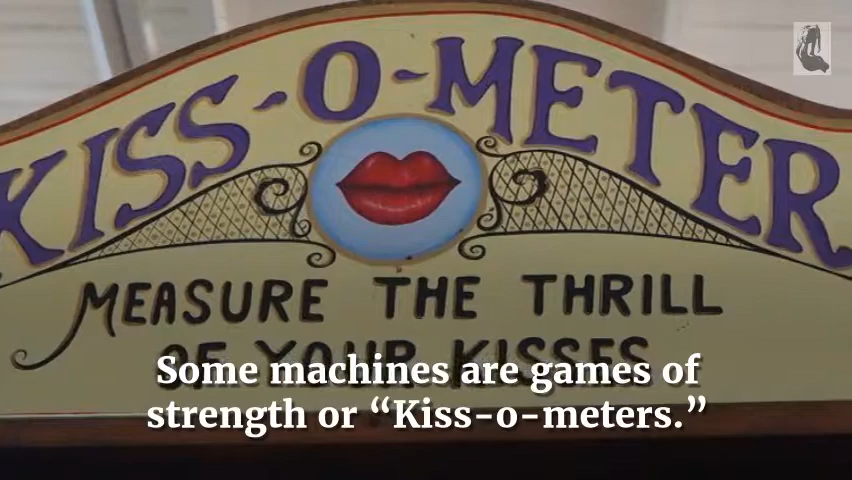 KISS-O-METER
MEASURE THE THRILL
OF YOUR KISSES
Some machines are games of
strength or “Kiss-o-meters.”